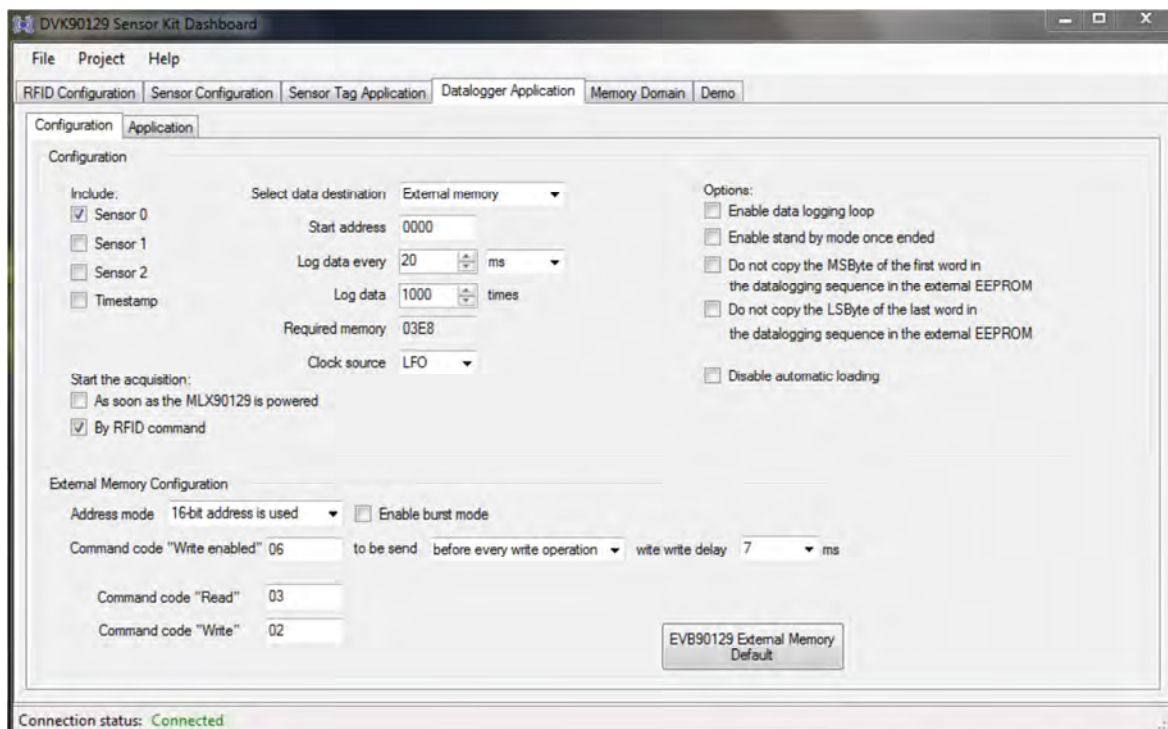 DVK90129 Sensor Kit Dashboard
File Project Help
RFID Configuration Sensor Configuration Sensor Tag Application Datalogger Application Memory Domain Demo
Configuration Application
Configuration
Include:
Sensor 0
Sensor 1
Sensor 2
Timestamp
Select data destination External memory
Start address 0000
Log data every 20 ms
Log data 1000 times
Required memory 03E8
Clock source LFO
Options:
Enable data logging loop
Enable stand by mode once ended
Do not copy the MSByte of the first word in
the datalogging sequence in the external EEPROM
Do not copy the LSByte of the last word in
the datalogging sequence in the external EEPROM
Disable automatic loading
Start the acquisition:
As soon as the MLX90129 is powered
By RFID command
External Memory Configuration
Address mode 16-bit address is used Enable burst mode
Command code "Write enabled" 06 to be send before every write operation wite write delay 7 ms
Command code "Read" 03
Command code "Write" 02
EVB90129 External Memory
Default
Connection status: Connected